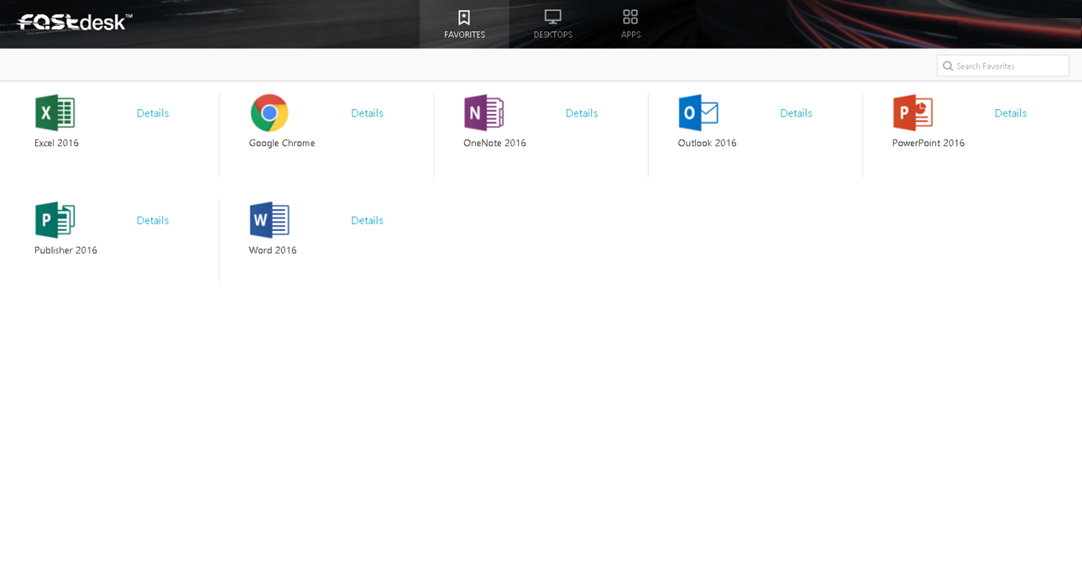 fastdesk™
FAVORITES DESKTOPS APPS
Search Favorites
X Details N Details O Details P Details
Excel 2016 Google Chrome OneNote 2016 Outlook 2016 PowerPoint 2016
P Details W Details
Publisher 2016 Word 2016